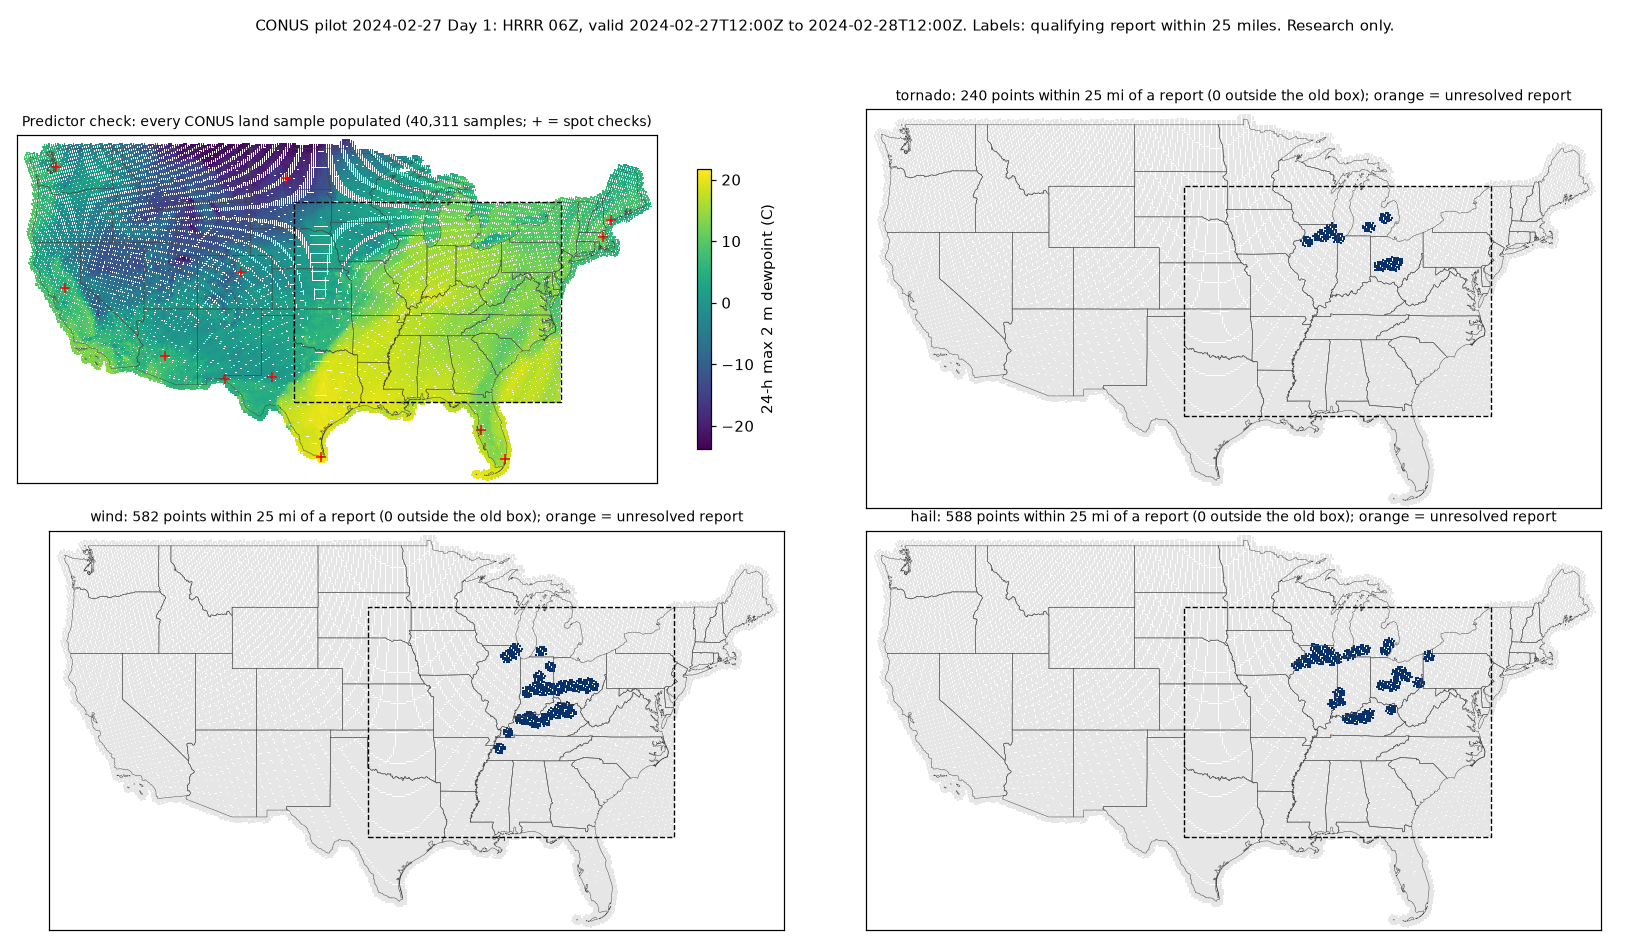 CONUS pilot 2024-02-27 Day 1: HRRR 06Z, valid 2024-02-27T12:00Z to 2024-02-28T12:00Z. Labels: qualifying report within 25 miles. Research only.
Predictor check: every CONUS land sample populated (40,311 samples; + = spot checks)
20
10
0
−10
−20
24-h max 2 m dewpoint (C)
tornado: 240 points within 25 mi of a report (0 outside the old box); orange = unresolved report
wind: 582 points within 25 mi of a report (0 outside the old box); orange = unresolved report
hail: 588 points within 25 mi of a report (0 outside the old box); orange = unresolved report